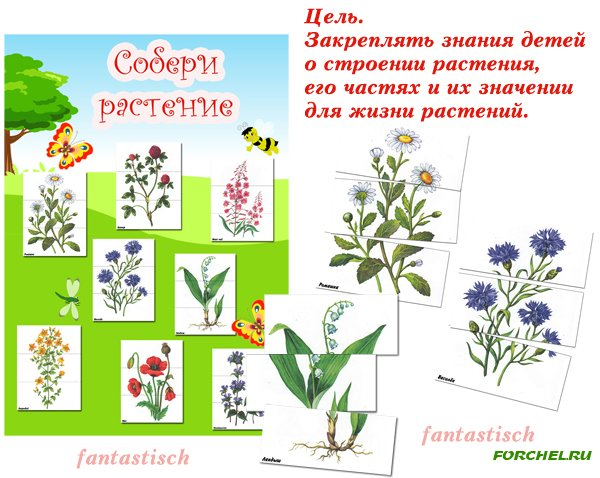 Собери
растение
Цель.
Закреплять знания детей
о строении растения,
его частях и их значении
для жизни растений.
Ромашка
Василёк
Ландыш
fantastisch
fantastisch
FORCHEL.RU